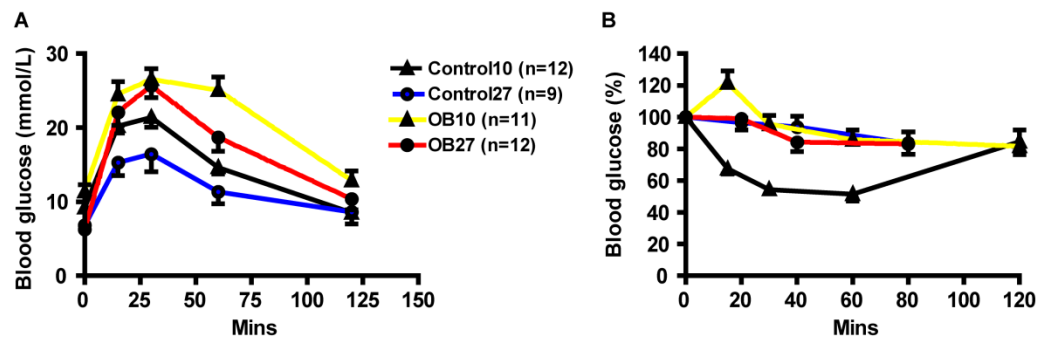 A
Blood glucose (mmol/L)
30
20
10
0
0 25 50 75 100 125 150
Mins
Control10 (n=12)
Control27 (n=9)
OB10 (n=11)
OB27 (n=12)
B
Blood glucose (%)
140
120
100
80
60
40
20
0
0 20 40 60 80 100 120
Mins